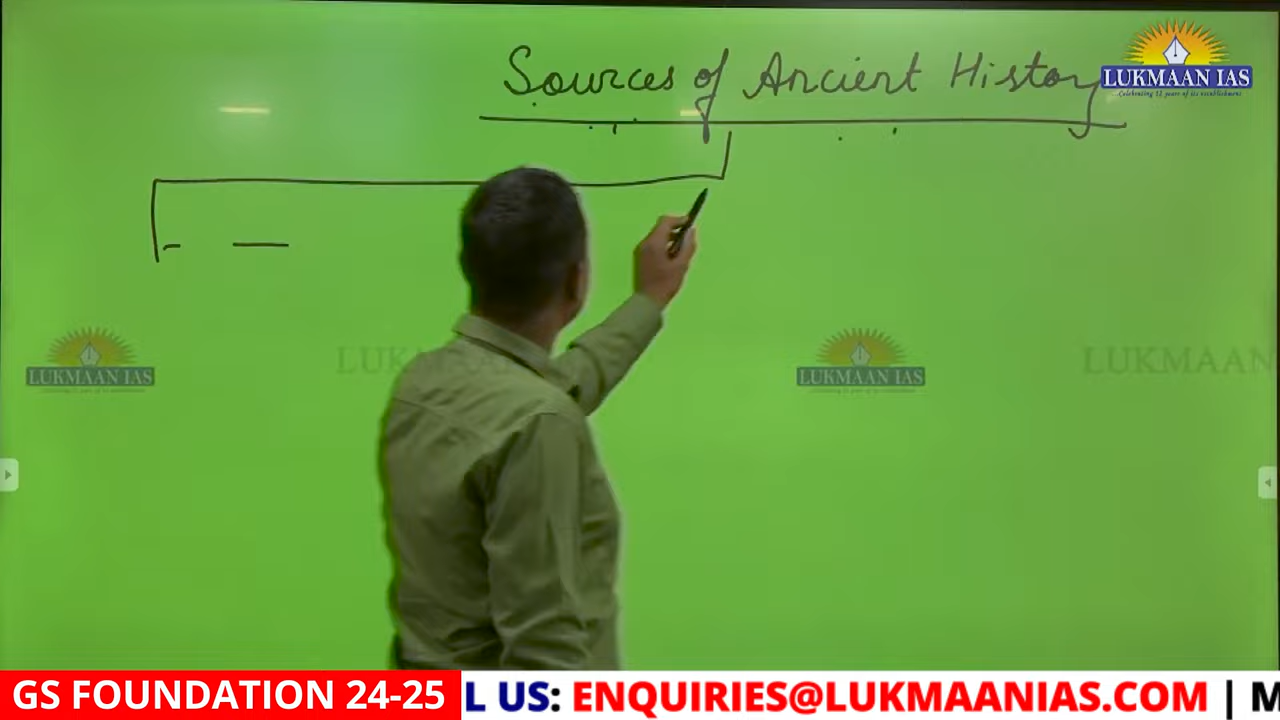 Sources of Ancient History
LUKMAAN IAS
LUKMAAN
LUKMAAN IAS
LUKMAAN IAS
LUKMAAN
GS FOUNDATION 24-25 L US: ENQUIRIES@LUKMAANIAS.COM | M